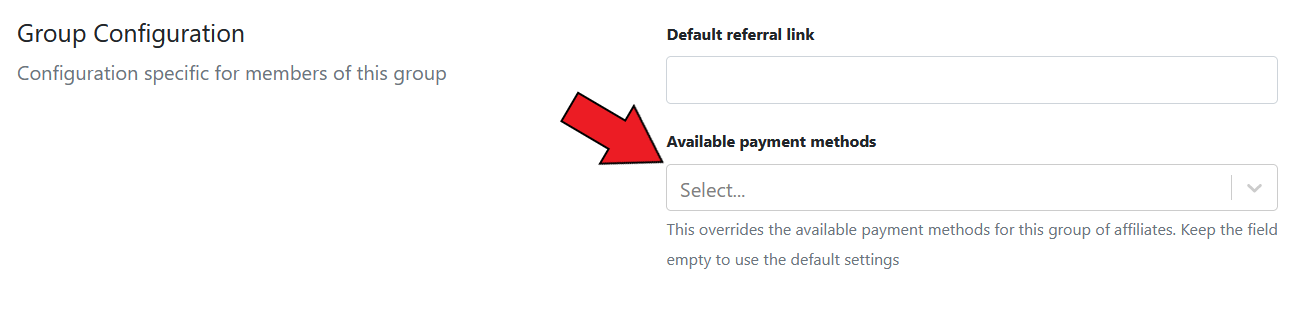 Group Configuration
Configuration specific for members of this group
Default referral link
Available payment methods
Select...
This overrides the available payment methods for this group of affiliates. Keep the field
empty to use the default settings